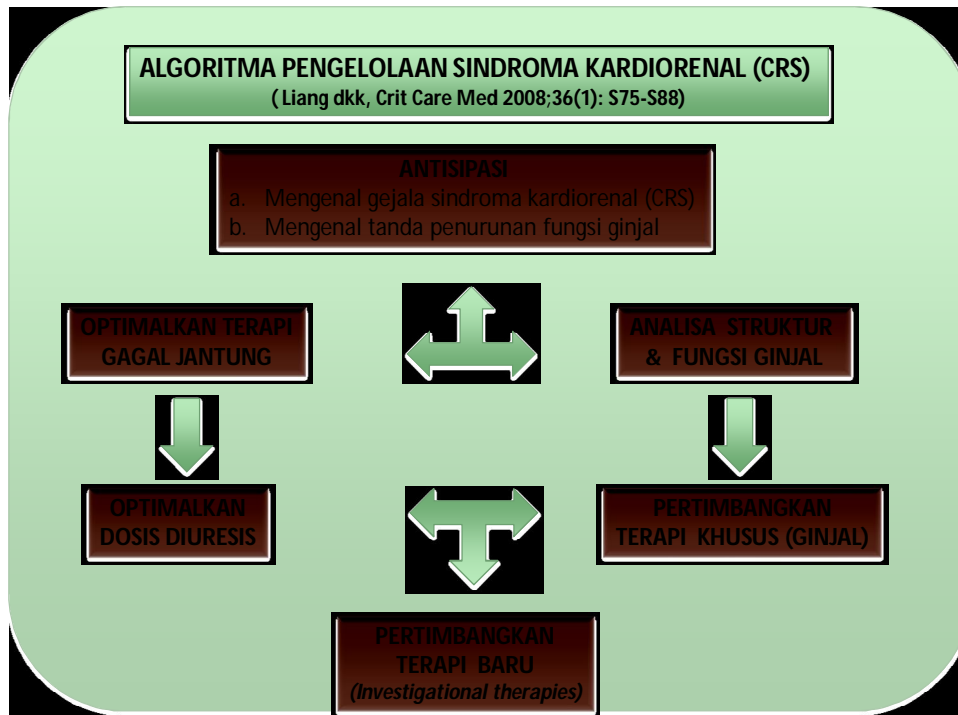 ALGORITMA PENGELOLAAN SINDROMA KARDIORENAL (CRS)
( Liang dkk, Crit Care Med 2008;36(1): S75-S88)
ANTISIPASI
a. Mengenal gejala sindroma kardiorenal (CRS)
b. Mengenal tanda penurunan fungsi ginjal
OPTIMALKAN TERAPI
GAGAL JANTUNG
ANALISA STRUKTUR
& FUNGSI GINJAL
OPTIMALKAN
DOSIS DIURESIS
PERTIMBANGKAN
TERAPI KHUSUS (GINJAL)
PERTIMBANGKAN
TERAPI BARU
(Investigational therapies)